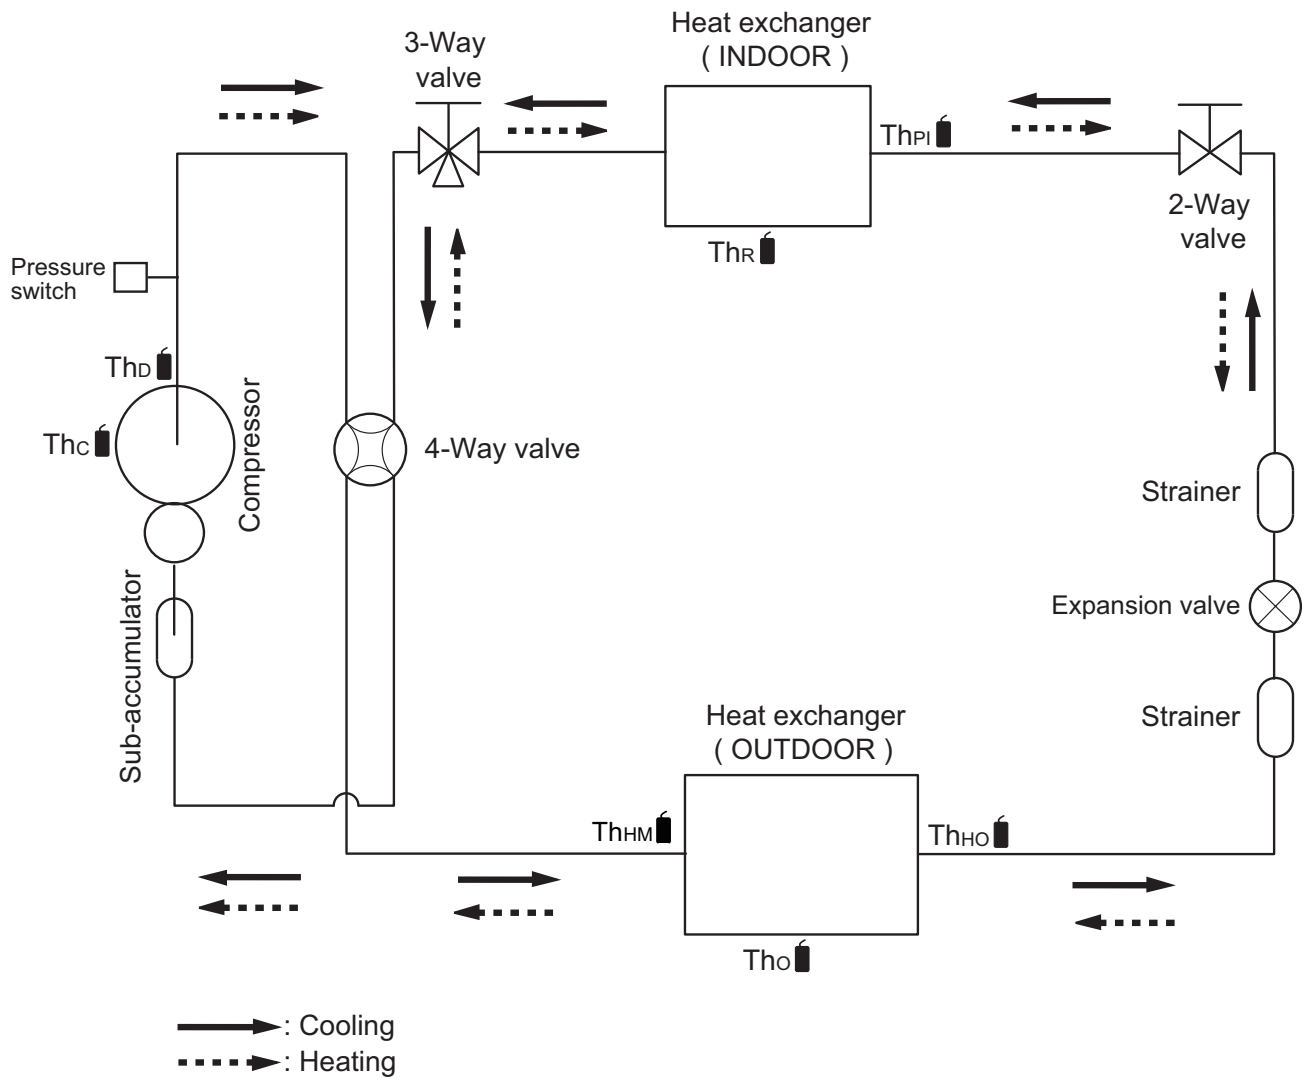 Heat exchanger
( INDOOR )
3-Way
valve
ThPI
2-Way
valve
ThR
Pressure
switch
ThD
ThC
Compressor
4-Way valve
Strainer
Sub-accumulator
Expansion valve
Heat exchanger
( OUTDOOR )
Strainer
ThHM
ThHO
ThO
: Cooling
: Heating